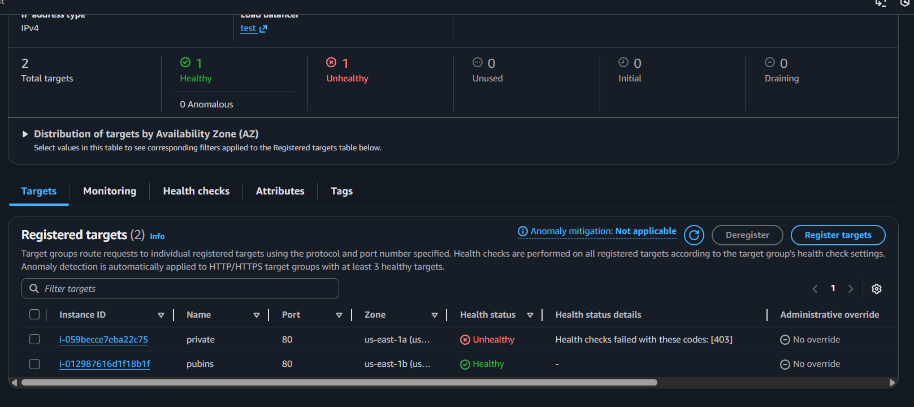 IP address type
Load balancer
IPv4
test
2
Total targets
1
Healthy
0 Anomalous
1
Unhealthy
0
Unused
0
Initial
0
Draining
Distribution of targets by Availability Zone (AZ)
Select values in this table to see corresponding filters applied to the Registered targets table below.
Targets
Monitoring
Health checks
Attributes
Tags
Registered targets (2) Info
Anomaly mitigation: Not applicable
Deregister
Register targets
Target groups route requests to individual registered targets using the protocol and port number specified. Health checks are performed on all registered targets according to the target group's health check settings.
Anomaly detection is automatically applied to HTTP/HTTPS target groups with at least 3 healthy targets.
Filter targets
1
Instance ID Name Port Zone Health status Health status details Administrative override
i-059becce7eba22c75 private 80 us-east-1a (us... Unhealthy Health checks failed with these codes: [403] No override
i-012987616d1f18b1f pubins 80 us-east-1b (us... Healthy - No override